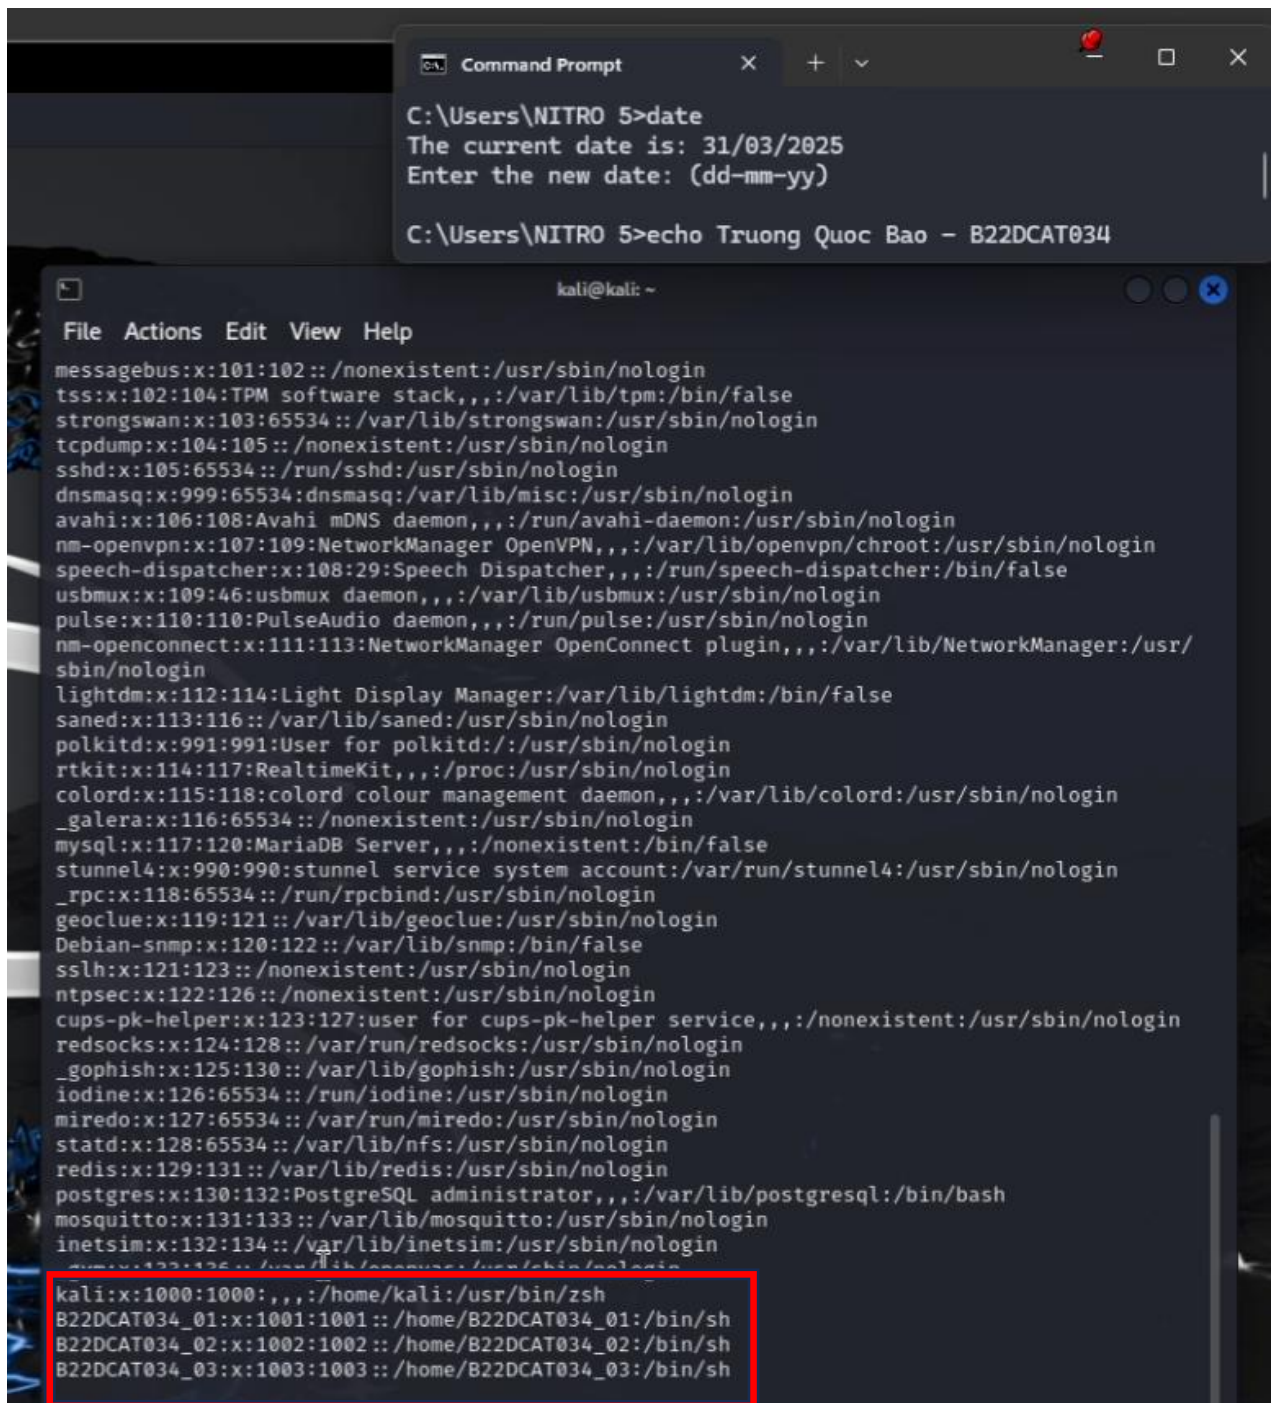 Command Prompt
C:\Users\NITRO 5>date
The current date is: 31/03/2025
Enter the new date: (dd-mm-yy)
C:\Users\NITRO 5>echo Truong Quoc Bao - B22DCAT034
kali@kali: ~
File Actions Edit View Help
messagebus:x:101:102::/nonexistent:/usr/sbin/nologin
tss:x:102:104:TPM software stack,,,:/var/lib/tpm:/bin/false
strongswan:x:103:65534::/var/lib/strongswan:/usr/sbin/nologin
tcpdump:x:104:105::/nonexistent:/usr/sbin/nologin
sshd:x:105:65534::/run/sshd:/usr/sbin/nologin
dnsmasq:x:999:65534:dnsmasq:/var/lib/misc:/usr/sbin/nologin
avahi:x:106:108:Avahi mDNS daemon,,,:/run/avahi-daemon:/usr/sbin/nologin
nm-openvpn:x:107:109:NetworkManager OpenVPN,,,:/var/lib/openvpn/chroot:/usr/sbin/nologin
speech-dispatcher:x:108:29:Speech Dispatcher,,,:/run/speech-dispatcher:/bin/false
usbmux:x:109:46:usbmux daemon,,,:/var/lib/usbmux:/usr/sbin/nologin
pulse:x:110:110:PulseAudio daemon,,,:/run/pulse:/usr/sbin/nologin
nm-openconnect:x:111:113:NetworkManager OpenConnect plugin,,,:/var/lib/NetworkManager:/usr/
sbin/nologin
lightdm:x:112:114:Light Display Manager:/var/lib/lightdm:/bin/false
saned:x:113:116::/var/lib/saned:/usr/sbin/nologin
polkitd:x:991:991:User for polkitd:/:/usr/sbin/nologin
rtkit:x:114:117:RealtimeKit,,,:/proc:/usr/sbin/nologin
colord:x:115:118:colord colour management daemon,,,:/var/lib/colord:/usr/sbin/nologin
_galera:x:116:65534::/nonexistent:/usr/sbin/nologin
mysql:x:117:120:MariaDB Server,,,:/nonexistent:/bin/false
stunnel4:x:990:990:stunnel service system account:/var/run/stunnel4:/usr/sbin/nologin
_rpc:x:118:65534::/run/rpcbind:/usr/sbin/nologin
geoclue:x:119:121::/var/lib/geoclue:/usr/sbin/nologin
Debian-snmp:x:120:122::/var/lib/snmp:/bin/false
sslh:x:121:123::/nonexistent:/usr/sbin/nologin
ntpsec:x:122:126::/nonexistent:/usr/sbin/nologin
cups-pk-helper:x:123:127:user for cups-pk-helper service,,,:/nonexistent:/usr/sbin/nologin
redsocks:x:124:128::/var/run/redsocks:/usr/sbin/nologin
_gophish:x:125:130::/var/lib/gophish:/usr/sbin/nologin
iodine:x:126:65534::/run/iodine:/usr/sbin/nologin
miredo:x:127:65534::/var/run/miredo:/usr/sbin/nologin
statd:x:128:65534::/var/lib/nfs:/usr/sbin/nologin
redis:x:129:131::/var/lib/redis:/usr/sbin/nologin
postgres:x:130:132:PostgreSQL administrator,,,:/var/lib/postgresql:/bin/bash
mosquitto:x:131:133::/var/lib/mosquitto:/usr/sbin/nologin
inetsim:x:132:134::/var/lib/inetsim:/usr/sbin/nologin
kali:x:1000:1000:,,,:/home/kali:/usr/bin/zsh
B22DCAT034_01:x:1001:1001::/home/B22DCAT034_01:/bin/sh
B22DCAT034_02:x:1002:1002::/home/B22DCAT034_02:/bin/sh
B22DCAT034_03:x:1003:1003::/home/B22DCAT034_03:/bin/sh